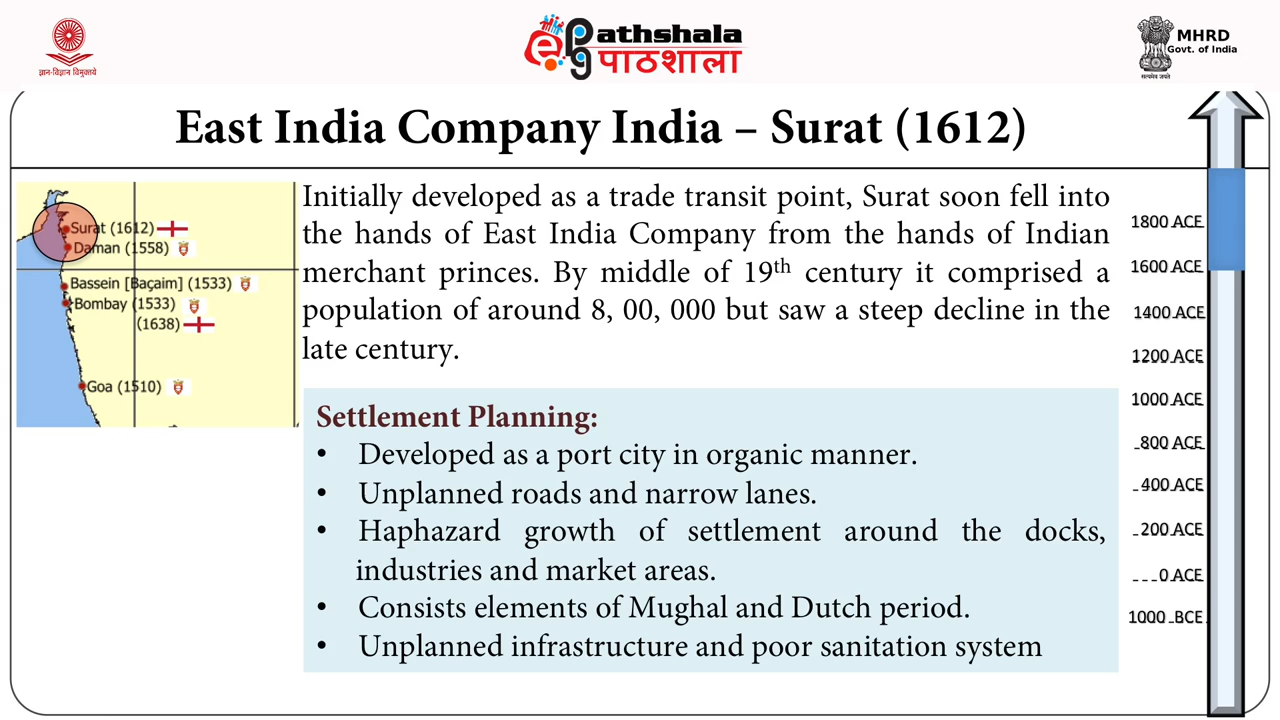 ज्ञान-विज्ञान विमुक्तये
epg
athshala
पाठशाला
सत्यमेव जयते
MHRD
Govt. of India
East India Company India – Surat (1612)
Surat (1612)
Daman (1558)
Bassein [Baçaim] (1533)
Bombay (1533)
(1638)
Goa (1510)
Initially developed as a trade transit point, Surat soon fell into
the hands of East India Company from the hands of Indian
merchant princes. By middle of 19th century it comprised a
population of around 8, 00, 000 but saw a steep decline in the
late century.
Settlement Planning:
• Developed as a port city in organic manner.
• Unplanned roads and narrow lanes.
• Haphazard growth of settlement around the docks,
industries and market areas.
• Consists elements of Mughal and Dutch period.
• Unplanned infrastructure and poor sanitation system
1800 ACE
1600 ACE
1400 ACE
1200 ACE
1000 ACE
800 ACE
400 ACE
200 ACE
0 ACE
1000 BCE